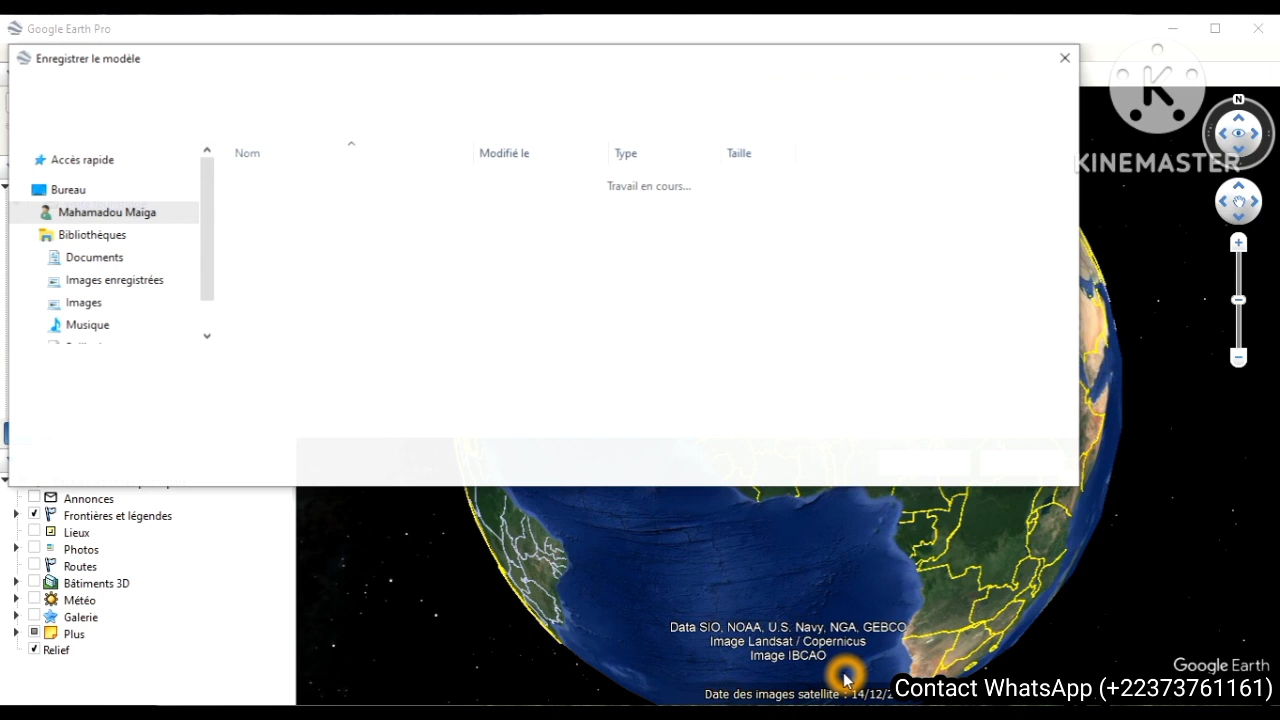 Google Earth Pro
Enregistrer le modèle
Nom
Modifié le
Type
Taille
Accès rapide
Travail en cours...
Bureau
Mahamadou Maïga
Bibliothèques
Documents
Images enregistrées
Images
Musique
N
K
KINEMASTER
Annonces
Frontières et légendes
Lieux
Photos
Routes
Bâtiments 3D
Météo
Galerie
Plus
Relief
Data SIO, NOAA, U.S. Navy, NGA, GEBCO
Image Landsat / Copernicus
Image IBCAO
Google Earth
Date des images satellite : 14/12/2
Contact WhatsApp (+22373761161)